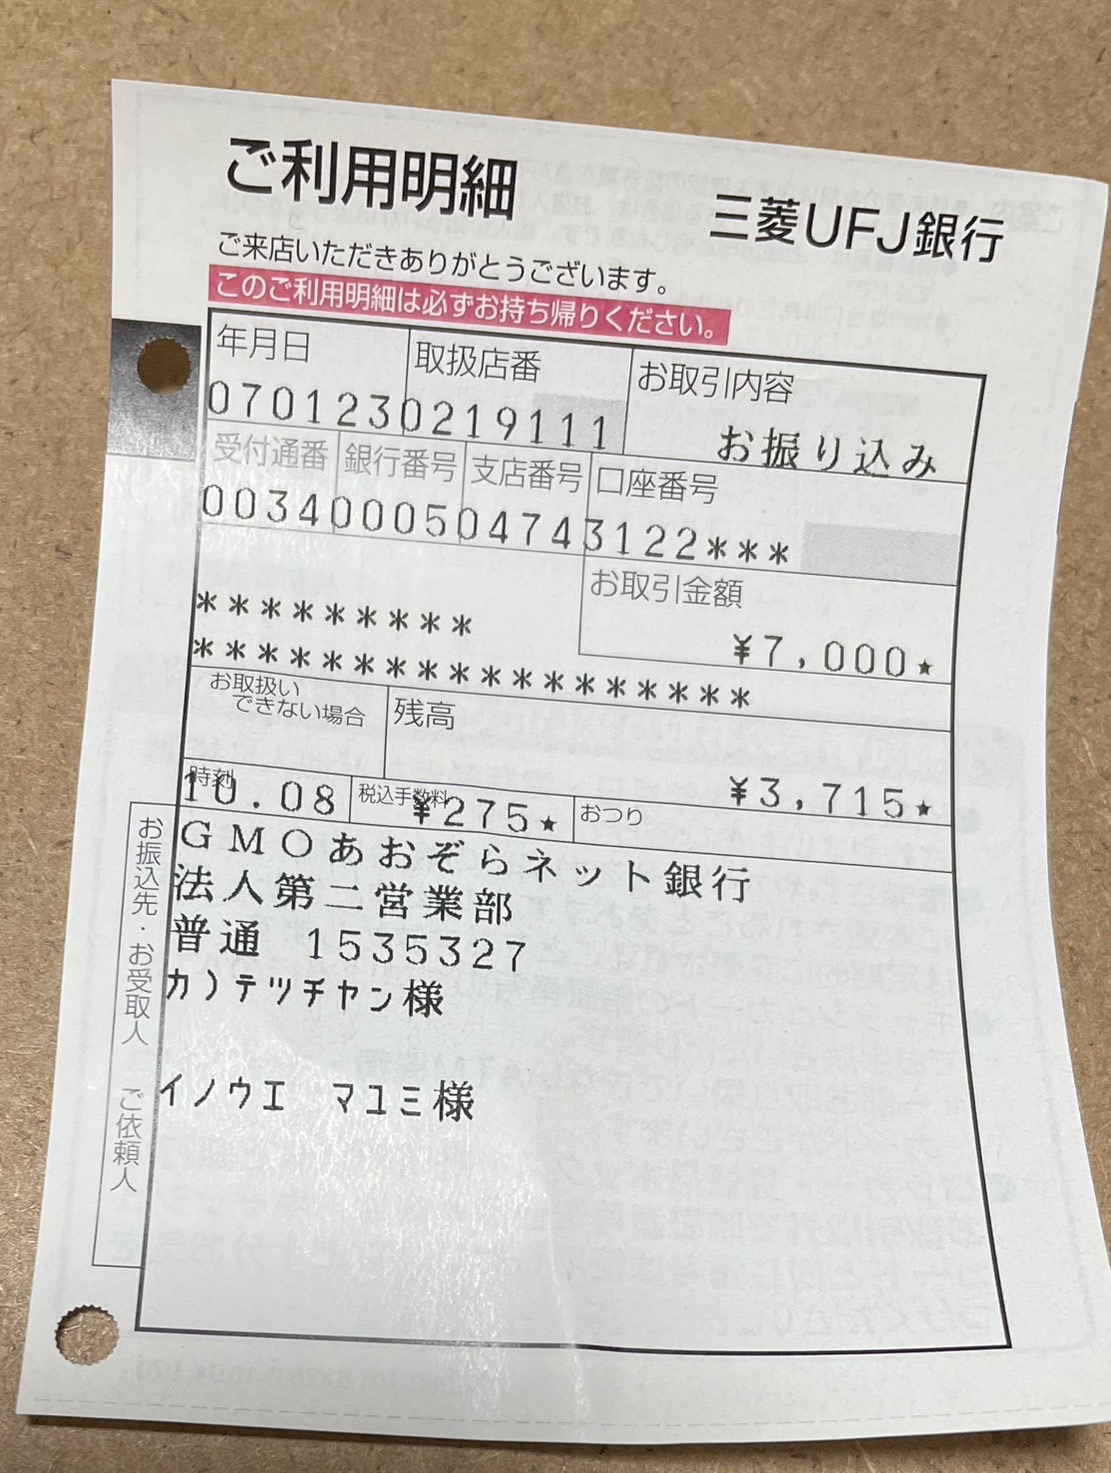 ご利用明細
三菱UFJ銀行
ご来店いただきありがとうございます。
このご利用明細は必ずお持ち帰りください。
年月日 取扱店番 お取引内容
070123 0219111 お振り込み
受付通番 銀行番号 支店番号 口座番号
0034 0005 0474 3122***
お取引金額
*********
¥7,000★
******************
お取扱いできない場合 残高
¥3,715★
時刻 税込手数料 おつり
10.08 ¥275★
お振込先・お受取人 ご依頼人
GMOあおぞらネット銀行
法人第二営業部
普通 1535327
カ)テツチヤン様
イノウエ マユミ様